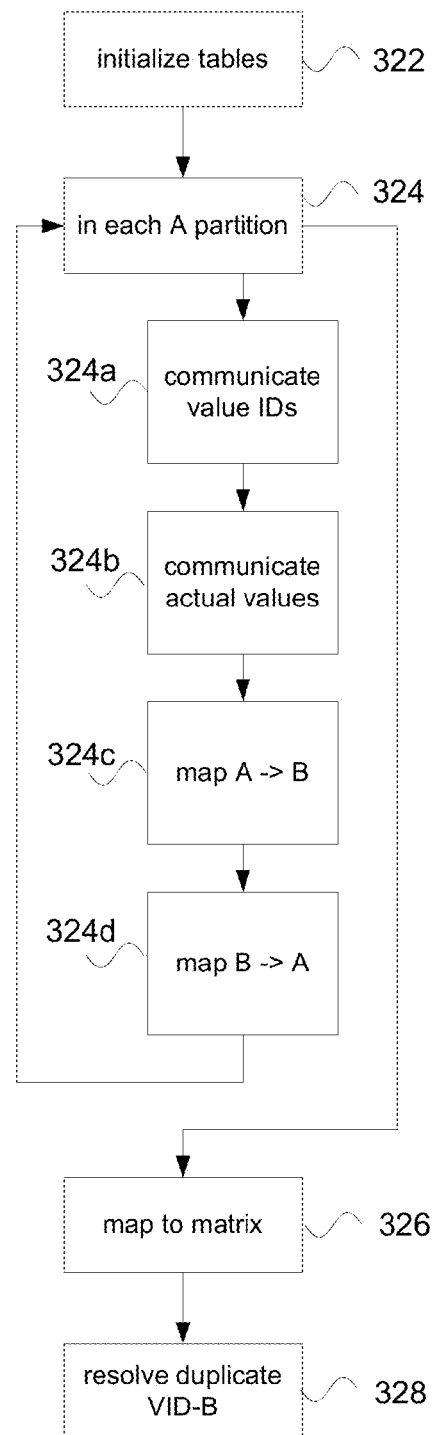 initialize tables
322
324
in each A partition
324a
communicate
value IDs
324b
communicate
actual values
324c
map A -> B
324d
map B -> A
map to matrix
326
resolve duplicate
VID-B
328